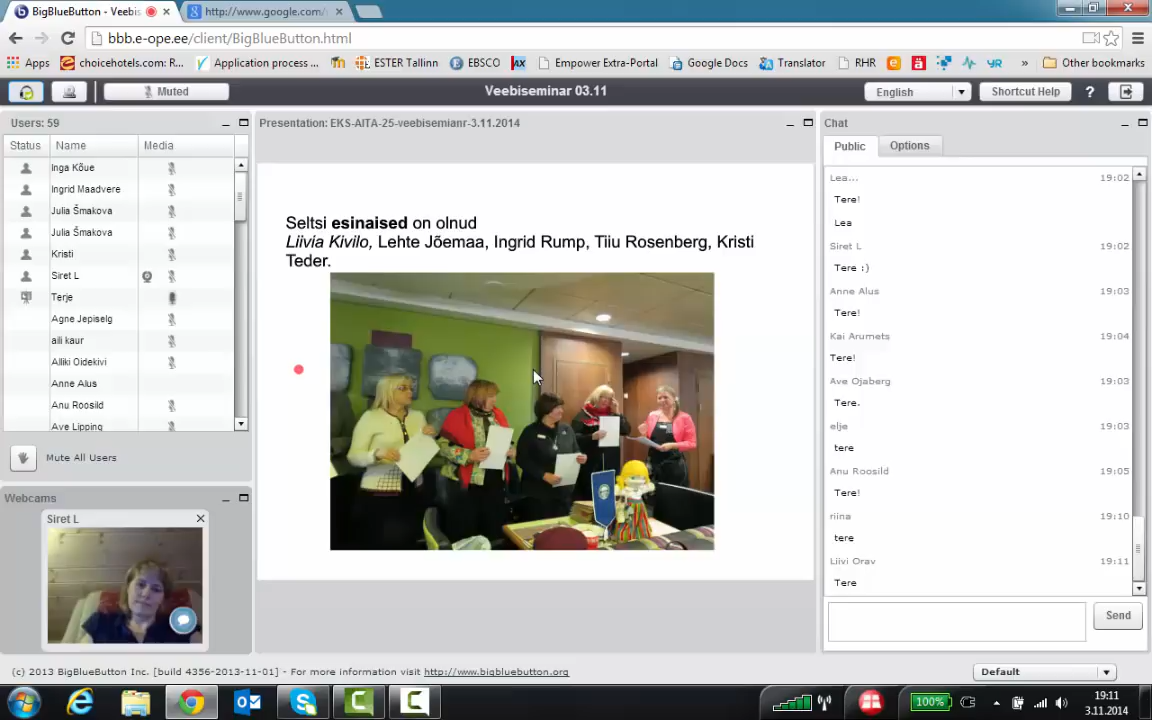 BigBlueButton - Veebis
http://www.google.com/
bbb.e-ope.ee/client/BigBlueButton.html
Apps
choicehotels.com: R...
Application process ...
ESTER Tallinn
EBSCO
Empower Extra-Portal
Google Docs
Translator
RHR
Other bookmarks
Muted
Veebiseminar 03.11
English
Shortcut Help
?
Users: 59
Status
Name
Media
Inga Kõue
Ingrid Maadvere
Julia Šmakova
Julia Šmakova
Kristi
Siret L
Terje
Agne Jepiselg
aili kaur
Alliki Oidekivi
Anne Alus
Anu Roosild
Ave Lipping
Mute All Users
Webcams
Siret L
Presentation: EKS-AITA-25-veebisemianr-3.11.2014
Seltsi esinaised on olnud
Liivia Kivilo, Lehte Jõemaa, Ingrid Rump, Tiiu Rosenberg, Kristi
Teder.
Chat
Public
Options
Lea... 19:02
Tere!
Lea
Siret L 19:02
Tere :)
Anne Alus 19:03
Tere!
Kai Arumets 19:04
Tere!
Ave Ojaberg 19:03
Tere.
elje 19:03
tere
Anu Roosild 19:05
Tere!
riina 19:10
tere
Liivi Orav 19:11
Tere
Send
(c) 2013 BigBlueButton Inc. [build 4356-2013-11-01] - For more information visit http://www.bigbluebutton.org
Default
100%
19:11
3.11.2014